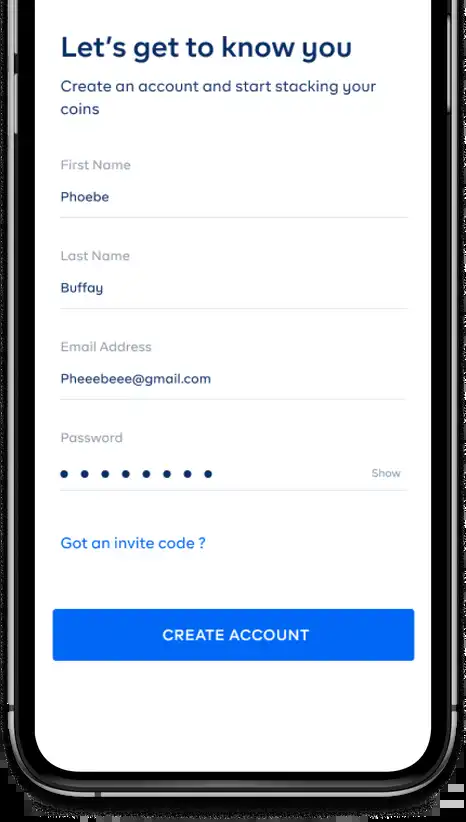 Let's get to know you
Create an account and start stacking your
coins
First Name
Phoebe
Last Name
Buffay
Email Address
Pheeebeee@gmail.com
Password
Show
Got an invite code ?
CREATE ACCOUNT